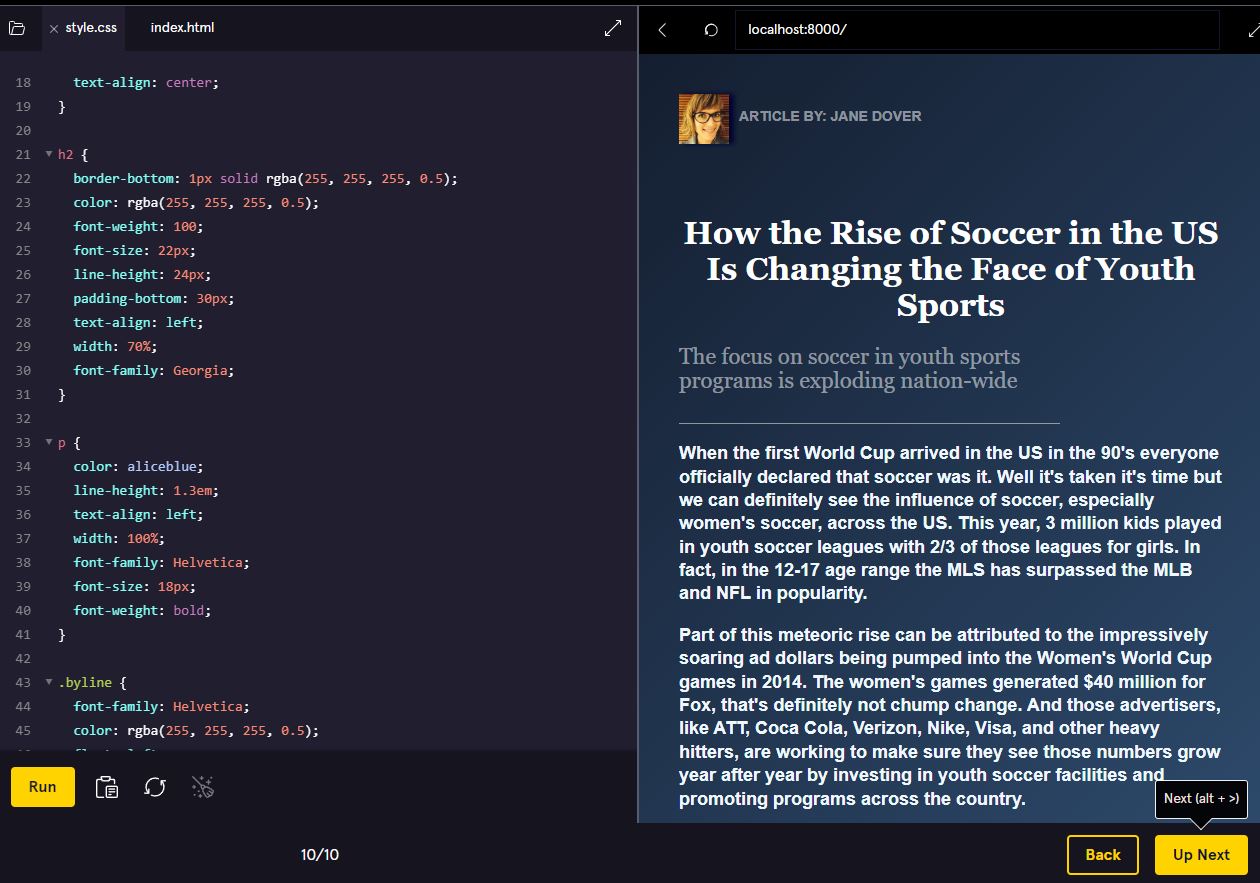 style.css
index.html
localhost:8000/
18 text-align: center;
19 }
20
21 h2 {
22 border-bottom: 1px solid rgba(255, 255, 255, 0.5);
23 color: rgba(255, 255, 255, 0.5);
24 font-weight: 100;
25 font-size: 22px;
26 line-height: 24px;
27 padding-bottom: 30px;
28 text-align: left;
29 width: 70%;
30 font-family: Georgia;
31 }
32
33 p {
34 color: aliceblue;
35 line-height: 1.3em;
36 text-align: left;
37 width: 100%;
38 font-family: Helvetica;
39 font-size: 18px;
40 font-weight: bold;
41 }
42
43 .byline {
44 font-family: Helvetica;
45 color: rgba(255, 255, 255, 0.5);
Run
10/10
ARTICLE BY: JANE DOVER
How the Rise of Soccer in the US
Is Changing the Face of Youth
Sports
The focus on soccer in youth sports
programs is exploding nation-wide
When the first World Cup arrived in the US in the 90's everyone
officially declared that soccer was it. Well it's taken it's time but
we can definitely see the influence of soccer, especially
women's soccer, across the US. This year, 3 million kids played
in youth soccer leagues with 2/3 of those leagues for girls. In
fact, in the 12-17 age range the MLS has surpassed the MLB
and NFL in popularity.
Part of this meteoric rise can be attributed to the impressively
soaring ad dollars being pumped into the Women's World Cup
games in 2014. The women's games generated $40 million for
Fox, that's definitely not chump change. And those advertisers,
like ATT, Coca Cola, Verizon, Nike, Visa, and other heavy
hitters, are working to make sure they see those numbers grow
year after year by investing in youth soccer facilities and
promoting programs across the country.
Next (alt + >)
Back
Up Next